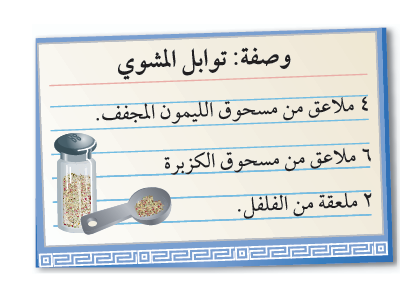 وصفة: توابل المشوي
٤ ملاعق من مسحوق الليمون المجفف.
٦ ملاعق من مسحوق الكزبرة
٢ ملعقة من الفلفل.